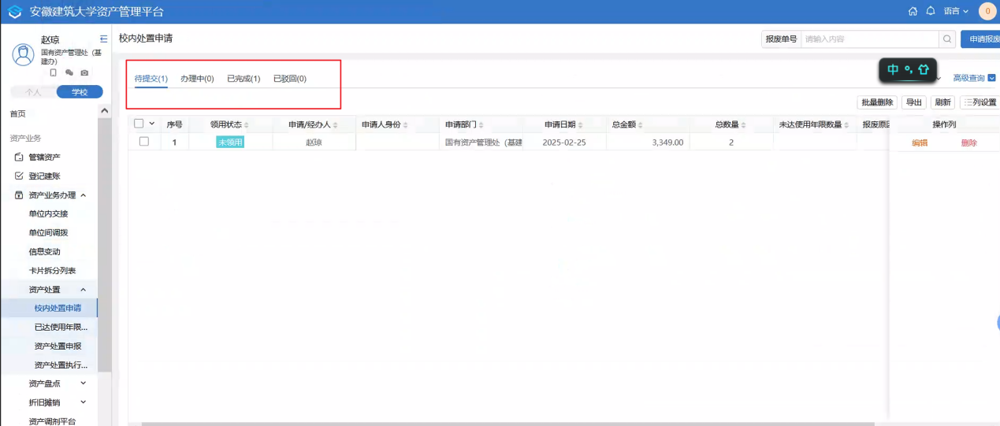 安徽建筑大学资产管理平台
语言
0
赵琼
国有资产管理处（基
建办）
个人
学校
首页
资产业务
管辖资产
登记建账
资产业务办理
单位内交接
单位间调拨
信息变动
卡片拆分列表
资产处置
校内处置申请
已达使用年限...
资产处置申报
资产处置执行...
资产盘点
折旧摊销
资产调剂平台
校内处置申请
报废单号 请输入内容
申请报废
待提交(1) 办理中(0) 已完成(1) 已驳回(0)
中
高级查询
批量删除 导出 刷新 列设置
序号 领用状态 申请/经办人 申请人身份 申请部门 申请日期 总金额 总数量 未达使用年限数量 报废原因 操作列
1 未领用 赵琼 国有资产管理处（基建 2025-02-25 3,349.00 2 编辑 删除